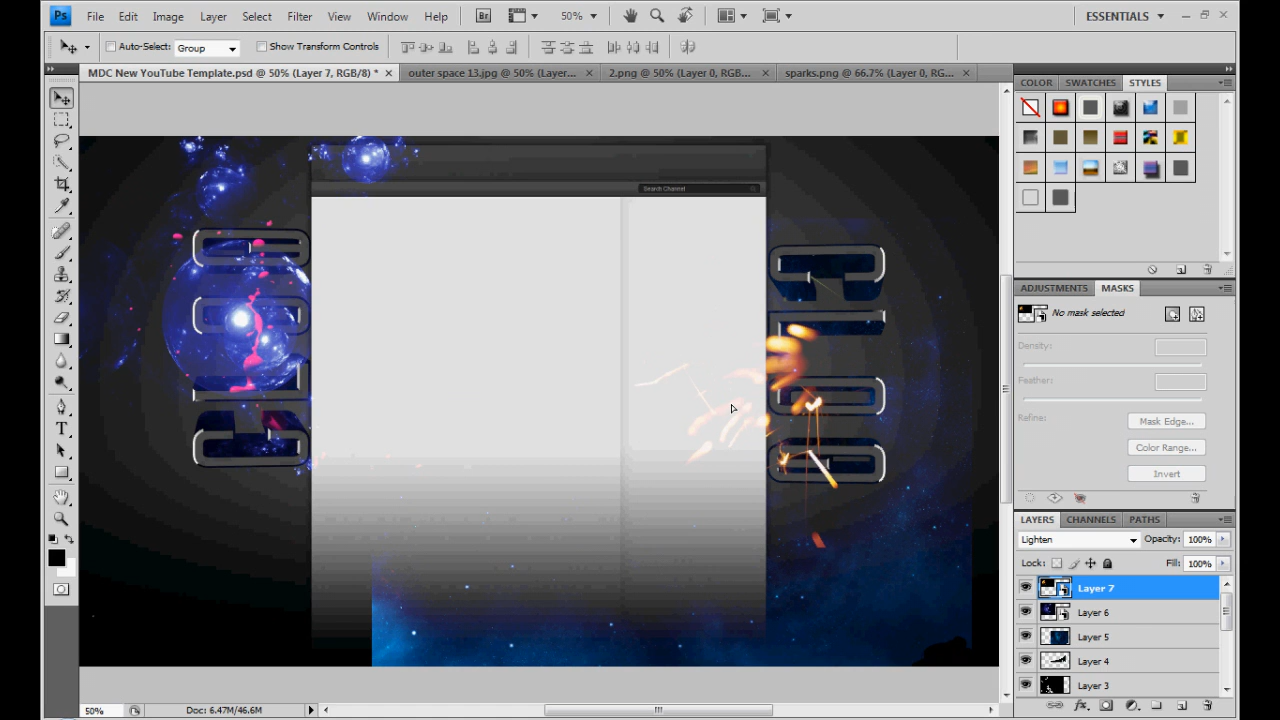 Ps File Edit Image Layer Select Filter Analysis View Window Help Br 50% ESSENTIALS
Auto-Select: Group Show Transform Controls
MDC New YouTube Template.psd @ 50% (Layer 7, RGB/8) * outer space 13.jpg @ 50% (Layer... 2.png @ 50% (Layer 0, RGB... sparks.png @ 66.7% (Layer 0, RG...
COLOR SWATCHES STYLES
Search Channel
ADJUSTMENTS MASKS
No mask selected
Density:
Feather:
Refine: Mask Edge...
Color Range...
Invert
LAYERS CHANNELS PATHS
Lighten Opacity: 100%
Lock: Fill: 100%
Layer 7
Layer 6
Layer 5
Layer 4
Layer 3
50% Doc: 6.47M/46.6M